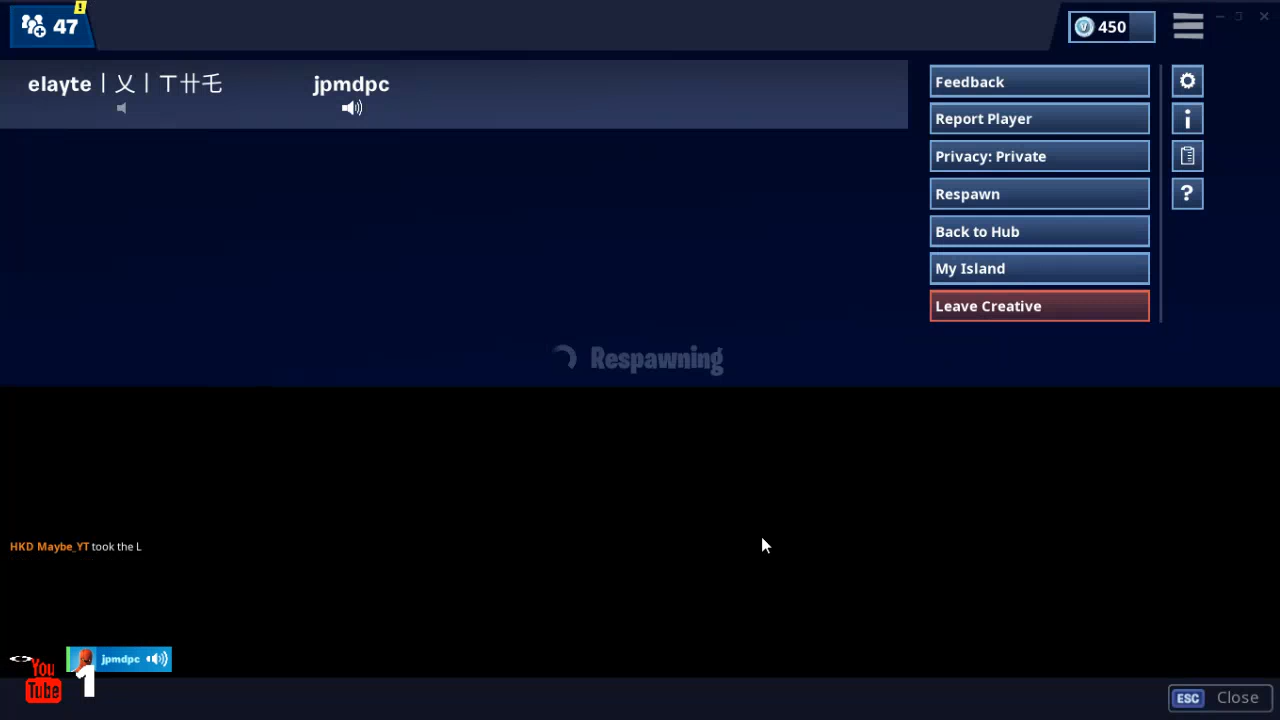 47
!
450
elayte丨乂丨丅卄乇
jpmdpc
Feedback
Report Player
Privacy: Private
Respawn
Back to Hub
My Island
Leave Creative
i
?
Respawning
HKD Maybe_YT took the L
jpmdpc
You
Tube
1
ESC Close